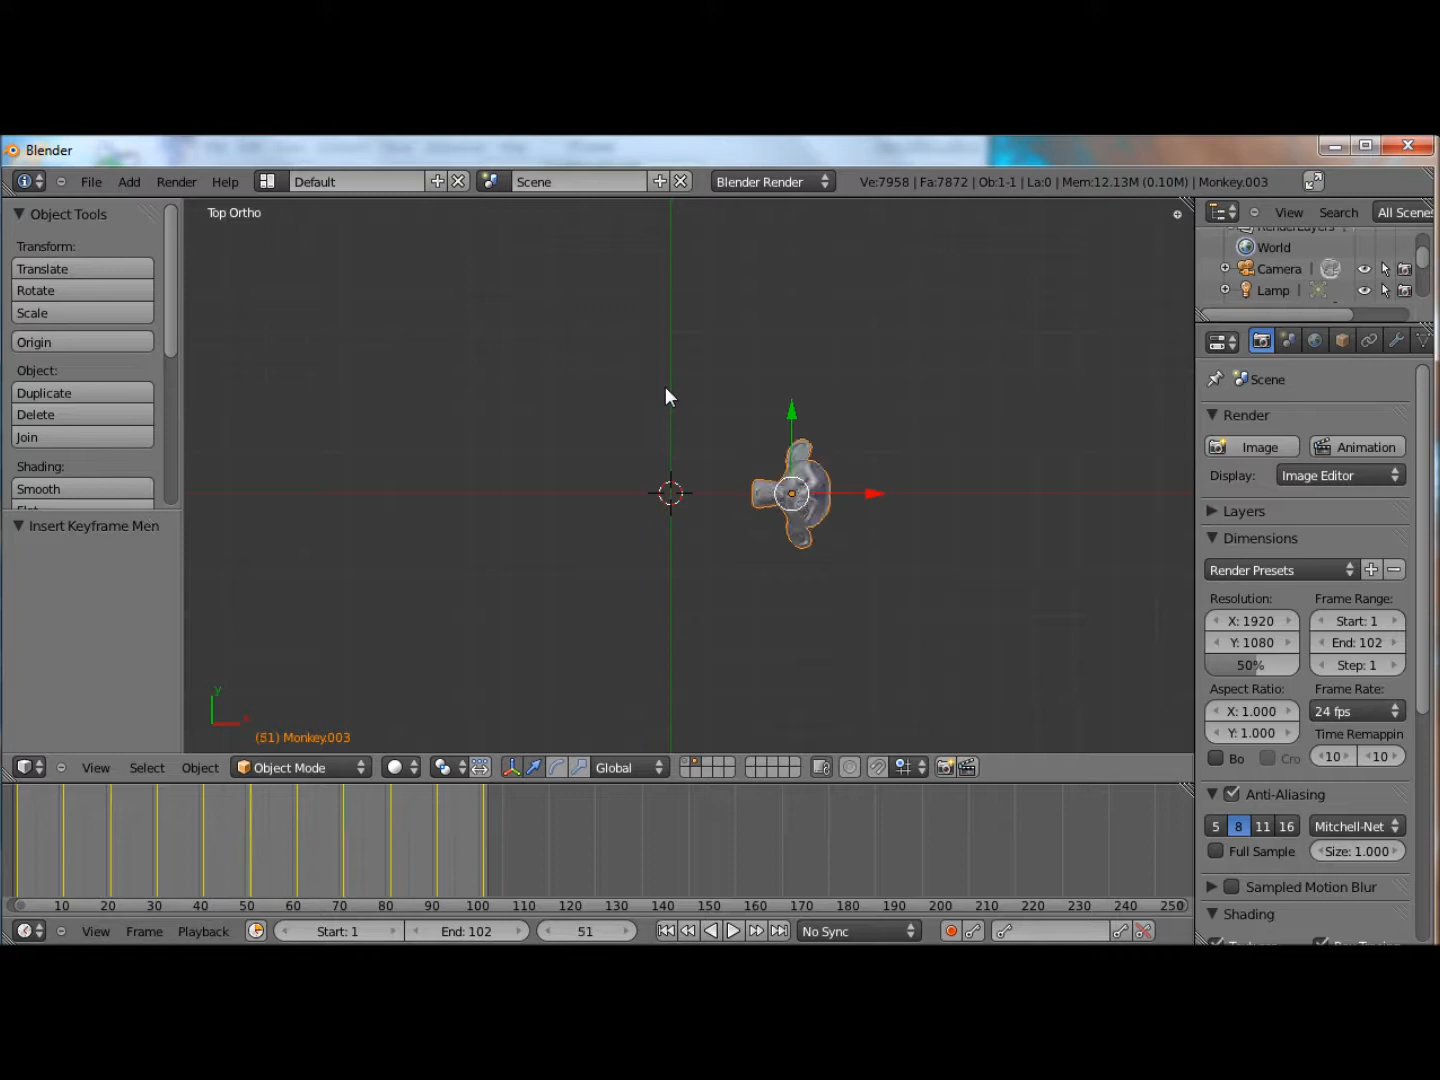 Blender
File Add Render Help Default Scene Blender Render Ve:7958 | Fa:7872 | Ob:1-1 | La:0 | Mem:12.13M (0.10M) | Monkey.003
Object Tools
Transform:
Translate
Rotate
Scale
Origin
Object:
Duplicate
Delete
Join
Shading:
Smooth
Insert Keyframe Men
Top Ortho
y
x
(51) Monkey.003
View Select Object Object Mode Global
10 20 30 40 50 60 70 80 90 100 110 120 130 140 150 160 170 180 190 200 210 220 230 240 250
View Frame Playback Start: 1 End: 102 51 No Sync
View Search All Scenes
RenderLayers
World
Camera
Lamp
Scene
Render
Image Animation
Display: Image Editor
Layers
Dimensions
Render Presets
Resolution: Frame Range:
X: 1920 Start: 1
Y: 1080 End: 102
50% Step: 1
Aspect Ratio: Frame Rate:
X: 1.000 24 fps
Y: 1.000 Time Remappin
Bo Cro 10 10
Anti-Aliasing
5 8 11 16 Mitchell-Net
Full Sample Size: 1.000
Sampled Motion Blur
Shading